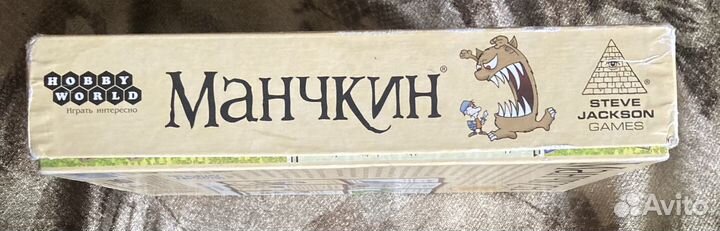 HOBBY
WORLD
Играть интересно
Манчкин®
®
STEVE
JACKSON
GAMES
Avito